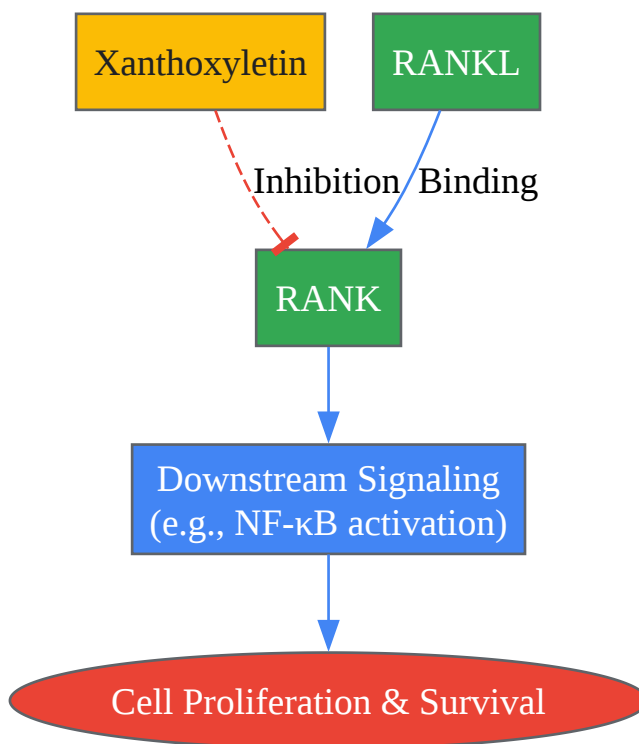 Xanthoxyletin
RANKL
Inhibition
Binding
RANK
Downstream Signaling
(e.g., NF-κB activation)
Cell Proliferation & Survival